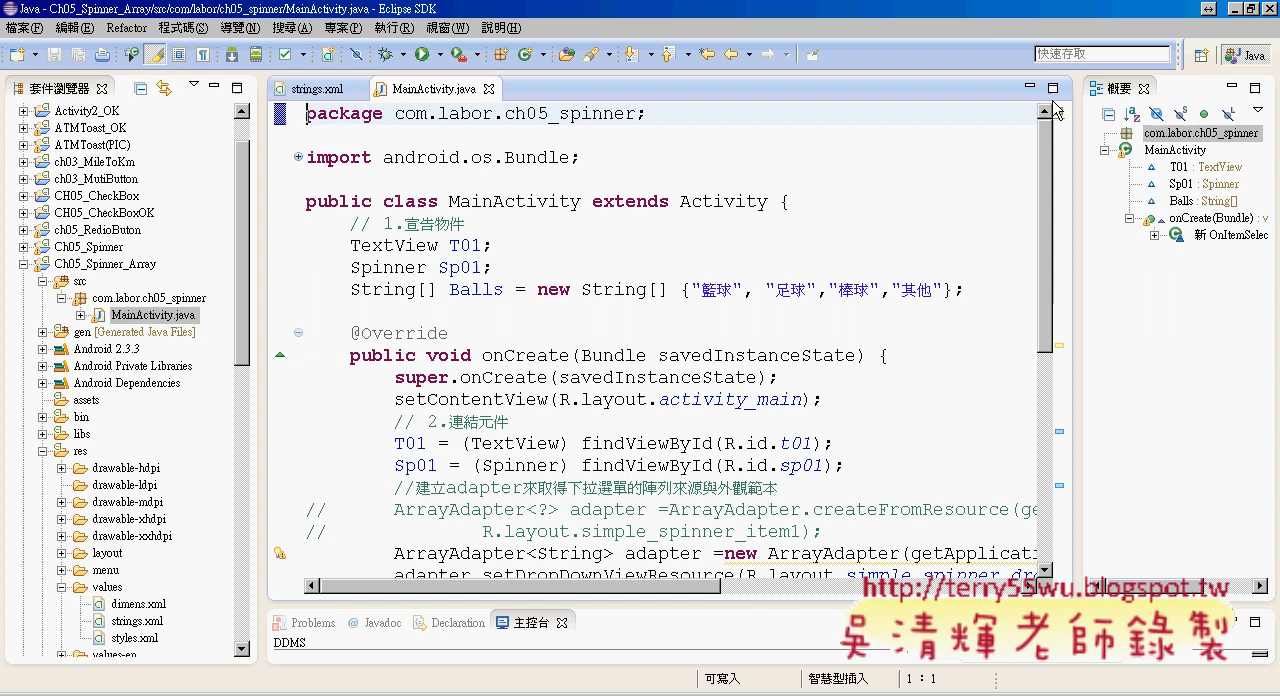 Java - Ch05_Spinner_Array/src/com/labor/ch05_spinner/MainActivity.java - Eclipse SDK
檔案(F) 編輯(E) Refactor 程式碼(S) 導覽(N) 搜尋(A) 專案(P) 執行(R) 視窗(W) 說明(H)
快速存取
Java
套件瀏覽器
Activity2_OK
ATMToast_OK
ATMToast(PIC)
ch03_MileToKm
ch03_MutiButton
CH05_CheckBox
CH05_CheckBoxOK
ch05_RedioButon
Ch05_Spinner
Ch05_Spinner_Array
src
com.labor.ch05_spinner
MainActivity.java
gen [Generated Java Files]
Android 2.3.3
Android Private Libraries
Android Dependencies
assets
bin
libs
res
drawable-hdpi
drawable-ldpi
drawable-mdpi
drawable-xhdpi
drawable-xxhdpi
layout
menu
values
dimens.xml
strings.xml
styles.xml
values-en
strings.xml MainActivity.java
package com.labor.ch05_spinner;
import android.os.Bundle;
public class MainActivity extends Activity {
// 1.宣告物件
TextView T01;
Spinner Sp01;
String[] Balls = new String[] {"籃球", "足球","棒球","其他"};
@Override
public void onCreate(Bundle savedInstanceState) {
super.onCreate(savedInstanceState);
setContentView(R.layout.activity_main);
// 2.連結元件
T01 = (TextView) findViewById(R.id.t01);
Sp01 = (Spinner) findViewById(R.id.sp01);
//建立adapter來取得下拉選單的陣列來源與外觀範本
// ArrayAdapter<?> adapter =ArrayAdapter.createFromResource(ge
// R.layout.simple_spinner_item1);
ArrayAdapter<String> adapter =new ArrayAdapter(getApplicati
adapter.setDropDownViewResource(R.layout.simple_spinner_dro
概要
com.labor.ch05_spinner
MainActivity
T01 : TextView
Sp01 : Spinner
Balls : String[]
onCreate(Bundle) : v
新 OnItemSelec
Problems Javadoc Declaration 主控台
DDMS
http://terry55wu.blogspot.tw
吳清輝老師錄製
可寫入 智慧型插入 1 : 1